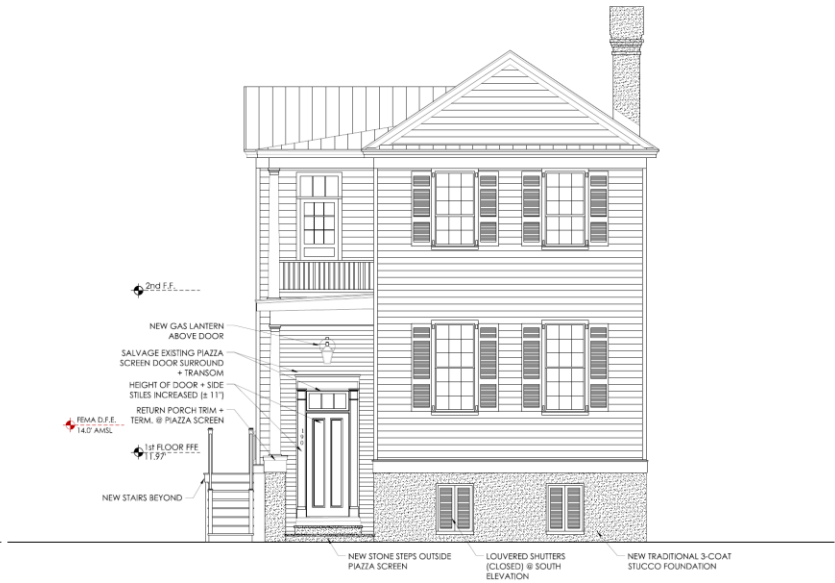 2nd F.F.
NEW GAS LANTERN
ABOVE DOOR
SALVAGE EXISTING PIAZZA
SCREEN DOOR SURROUND
+ TRANSOM
HEIGHT OF DOOR + SIDE
STILES INCREASED (± 11")
RETURN PORCH TRIM +
TERM. @ PIAZZA SCREEN
FEMA D.F.E.
14.0' AMSL
1st FLOOR FFE
11.97'
190
NEW STAIRS BEYOND
NEW STONE STEPS OUTSIDE
PIAZZA SCREEN
LOUVERED SHUTTERS
(CLOSED) @ SOUTH
ELEVATION
NEW TRADITIONAL 3-COAT
STUCCO FOUNDATION